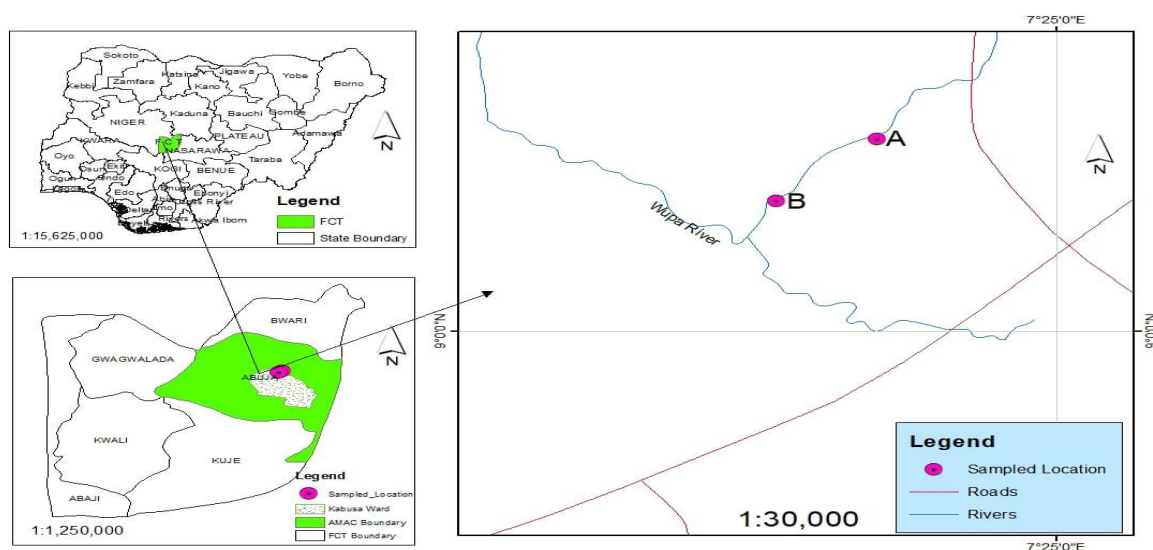 Sokoto
Katsina
Jigawa
Yobe
Borno
Kebbi
Zamfara
Kano
Kaduna
Bauchi
Gombe
Adamawa
NIGER
PLATEAU
KWARA
NASARAWA
Oyo
Taraba
KOGI
BENUE
Osun
Ekiti
Ogun
Edo
N
Legend
FCT
State Boundary
1:15,625,000
BWARI
GWAGWALADA
ABUJA
N
KWALI
KUJE
ABAJI
Legend
Sampled_Location
Kabusa Ward
AMAC Boundary
FCT Boundary
1:1,250,000
7°25'0"E
A
B
N
Wupa River
9°0'0"N
9°0'0"N
Legend
Sampled Location
Roads
Rivers
1:30,000
7°25'0"E